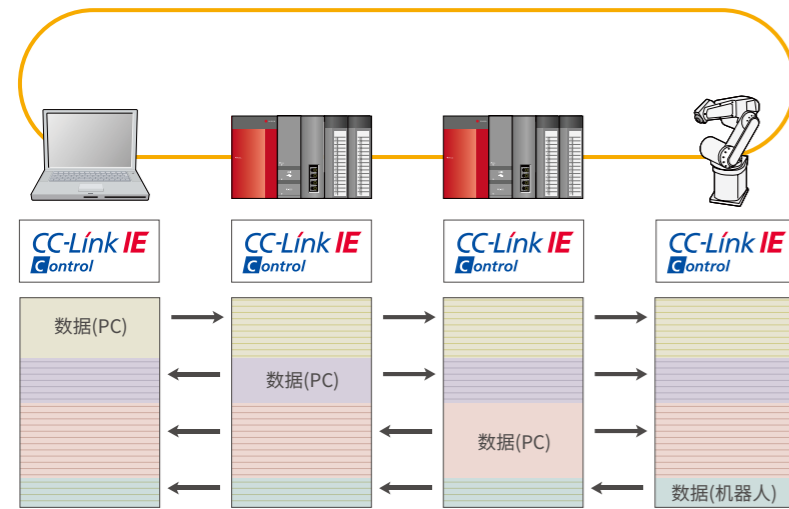 CC-Link IE
Control
CC-Link IE
Control
CC-Link IE
Control
CC-Link IE
Control
数据(PC)
数据(PC)
数据(PC)
数据(机器人)